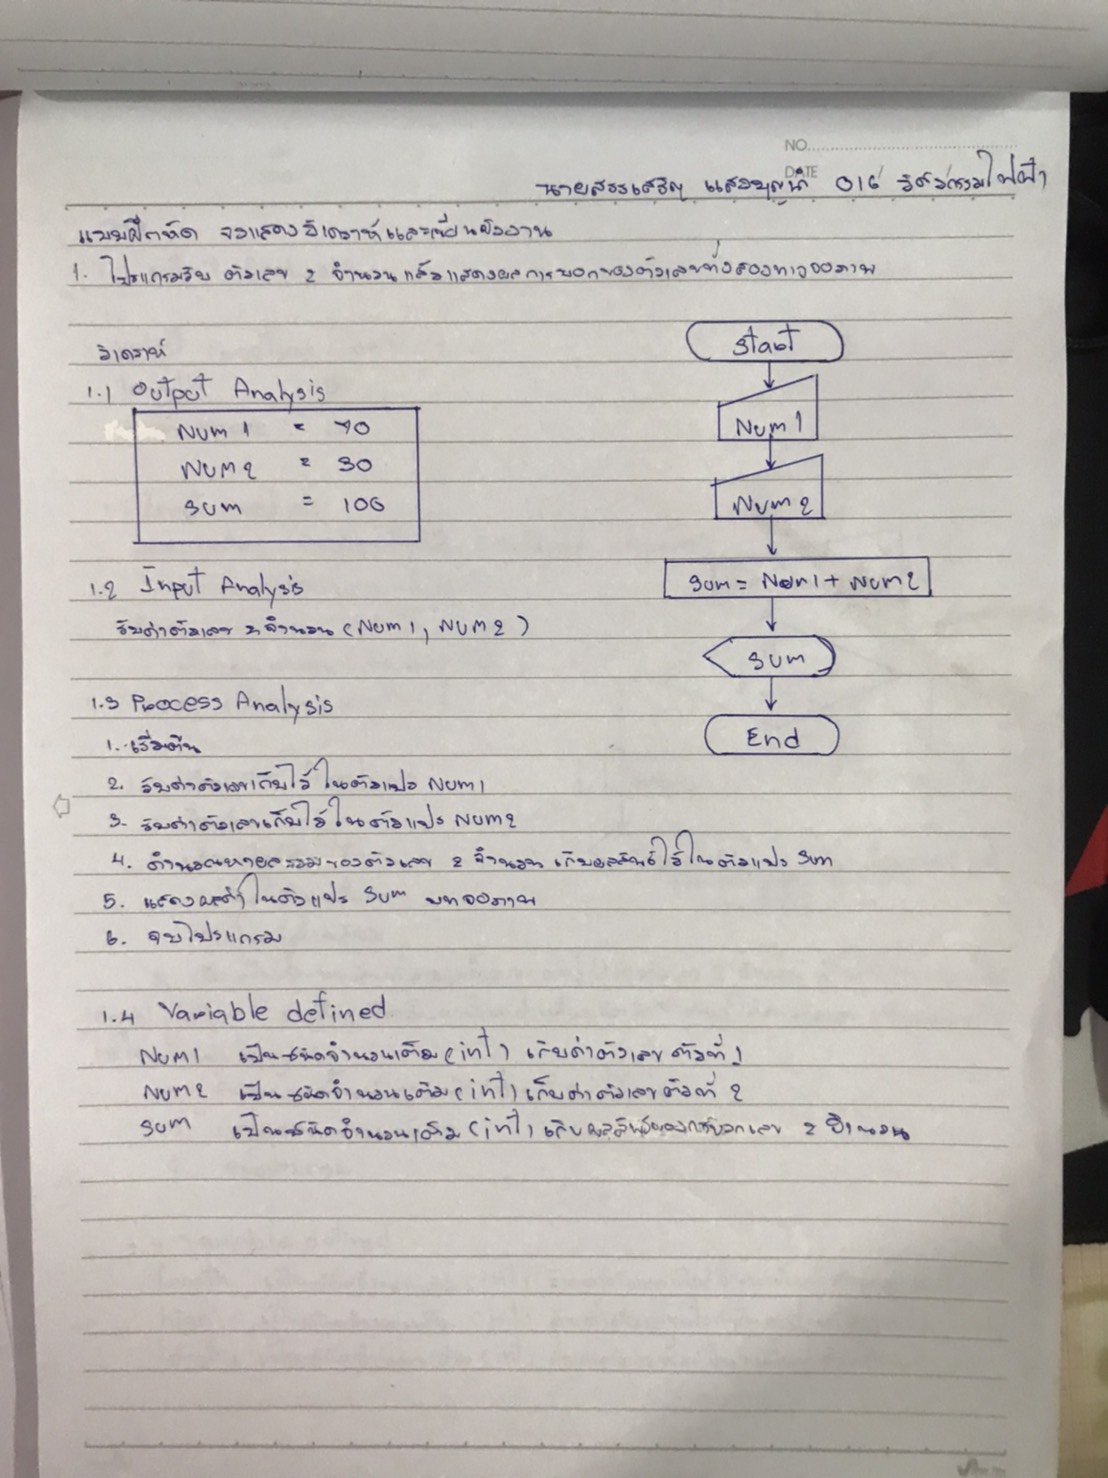 NO.
DATE
นายสรรเสริญ แสอบุญนำ 016 วิศวกรรมไฟฟ้า
แบบฝึกหัด จงแสดงวิเคราะห์และเขียนผังงาน
1. โปรแกรมรับ ตัวเลข 2 จำนวน แล้วแสดงผลการบวกของตัวเลขทั้งสองทางจอภาพ
วิเคราะห์
1.1 Output Analysis
Num 1 = 70
Num 2 = 30
Sum = 100
1.2 Input Analysis
รับค่าตัวเลข 2 จำนวน (Num 1, Num 2)
1.3 Process Analysis
1. เริ่มต้น
2. รับค่าตัวเลขเก็บไว้ในตัวแปร Num1
3. รับค่าตัวเลขเก็บไว้ในตัวแปร Num2
4. คำนวณหาผลรวมของตัวเลข 2 จำนวน เก็บผลลัพธ์ไว้ในตัวแปร Sum
5. แสดงผลค่าในตัวแปร Sum บนจอภาพ
6. จบโปรแกรม
1.4 Variable defined
Num1 เป็นชนิดจำนวนเต็ม (int) เก็บค่าตัวเลข ตัวที่ 1
Num2 เป็นชนิดจำนวนเต็ม (int) เก็บค่าตัวเลข ตัวที่ 2
Sum เป็นชนิดจำนวนเต็ม (int) เก็บผลลัพธ์ของการบวกเลข 2 จำนวน
Start
Num1
Num2
Sum = Num1 + Num2
Sum
End